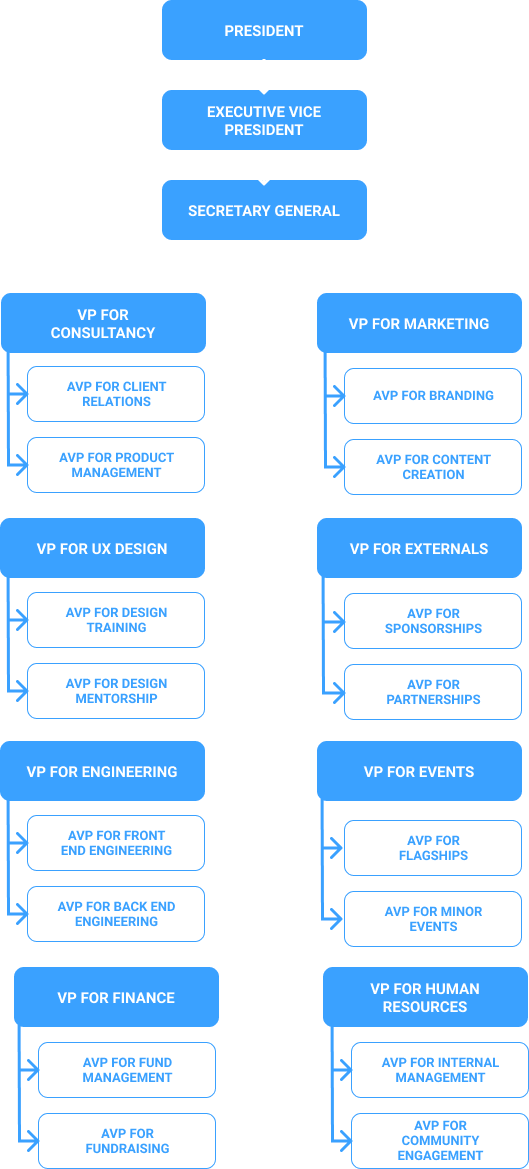 PRESIDENT
EXECUTIVE VICE
PRESIDENT
SECRETARY GENERAL
VP FOR
CONSULTANCY
AVP FOR CLIENT
RELATIONS
AVP FOR PRODUCT
MANAGEMENT
VP FOR MARKETING
AVP FOR BRANDING
AVP FOR CONTENT
CREATION
VP FOR UX DESIGN
AVP FOR DESIGN
TRAINING
AVP FOR DESIGN
MENTORSHIP
VP FOR EXTERNALS
AVP FOR
SPONSORSHIPS
AVP FOR
PARTNERSHIPS
VP FOR ENGINEERING
AVP FOR FRONT
END ENGINEERING
AVP FOR BACK END
ENGINEERING
VP FOR EVENTS
AVP FOR
FLAGSHIPS
AVP FOR MINOR
EVENTS
VP FOR FINANCE
AVP FOR FUND
MANAGEMENT
AVP FOR
FUNDRAISING
VP FOR HUMAN
RESOURCES
AVP FOR INTERNAL
MANAGEMENT
AVP FOR
COMMUNITY
ENGAGEMENT